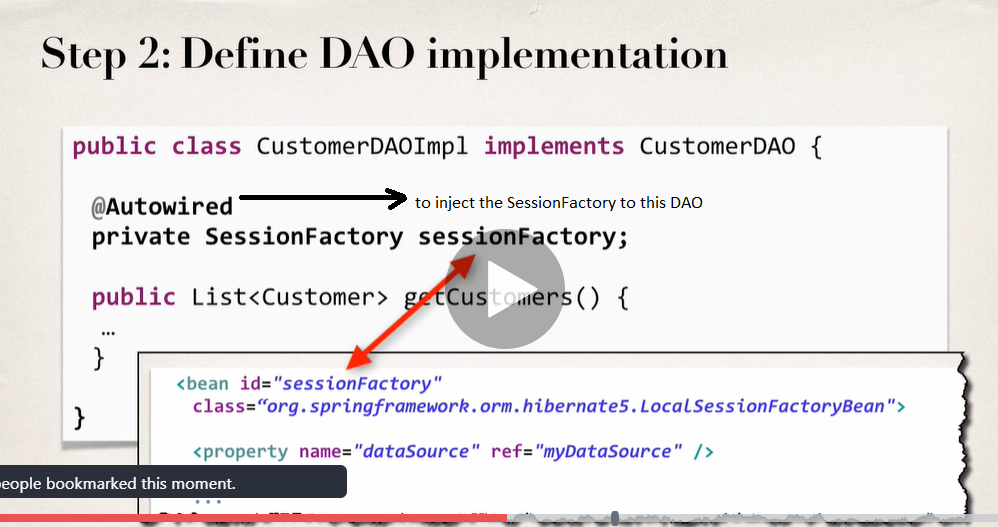 Step 2: Define DAO implementation
public class CustomerDAOImpl implements CustomerDAO {
@Autowired
to inject the SessionFactory to this DAO
private SessionFactory sessionFactory;
public List<Customer> getCustomers() {
…
}
}
<bean id="sessionFactory"
class=“org.springframework.orm.hibernate5.LocalSessionFactoryBean">
<property name="dataSource" ref="myDataSource" />
...
people bookmarked this moment.